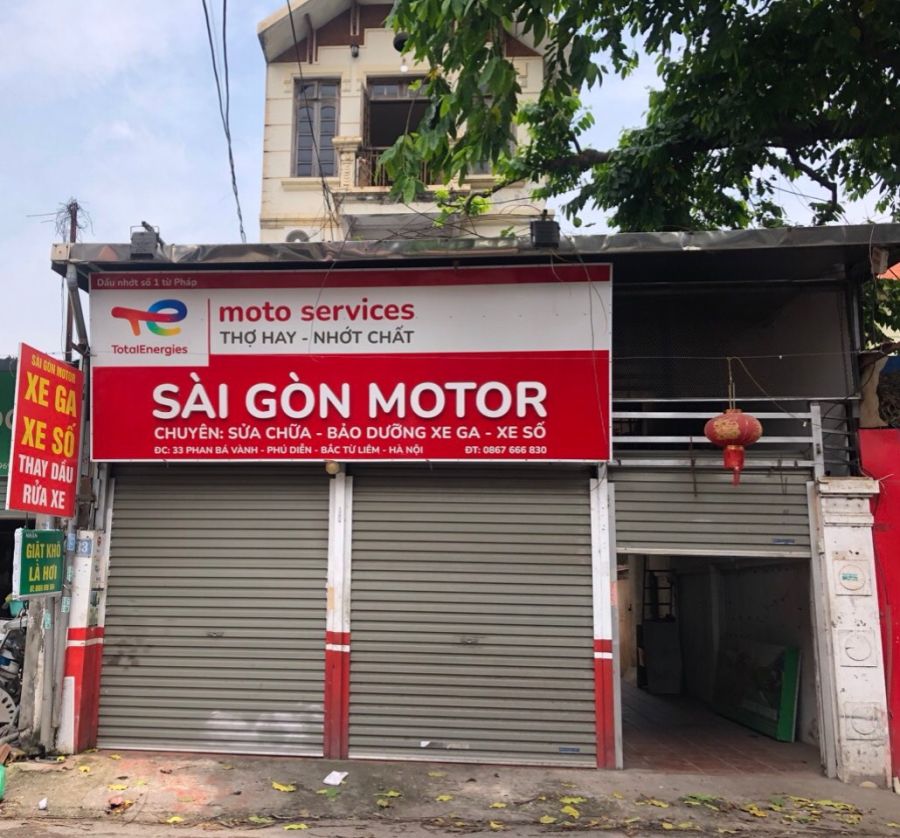 Dầu nhớt số 1 từ Pháp
TotalEnergies
moto services
THỢ HAY - NHỚT CHẤT
SÀI GÒN MOTOR
CHUYÊN: SỬA CHỮA - BẢO DƯỠNG XE GA - XE SỐ
ĐC: 33 PHAN BÁ VÀNH - PHÚ DIỄN - BẮC TỪ LIÊM - HÀ NỘI
ĐT: 0867 666 830
SÀI GÒN MOTOR
XE GA
XE SỐ
THAY DẦU
RỬA XE
NHẬN
GIẶT KHÔ
LÀ HƠI